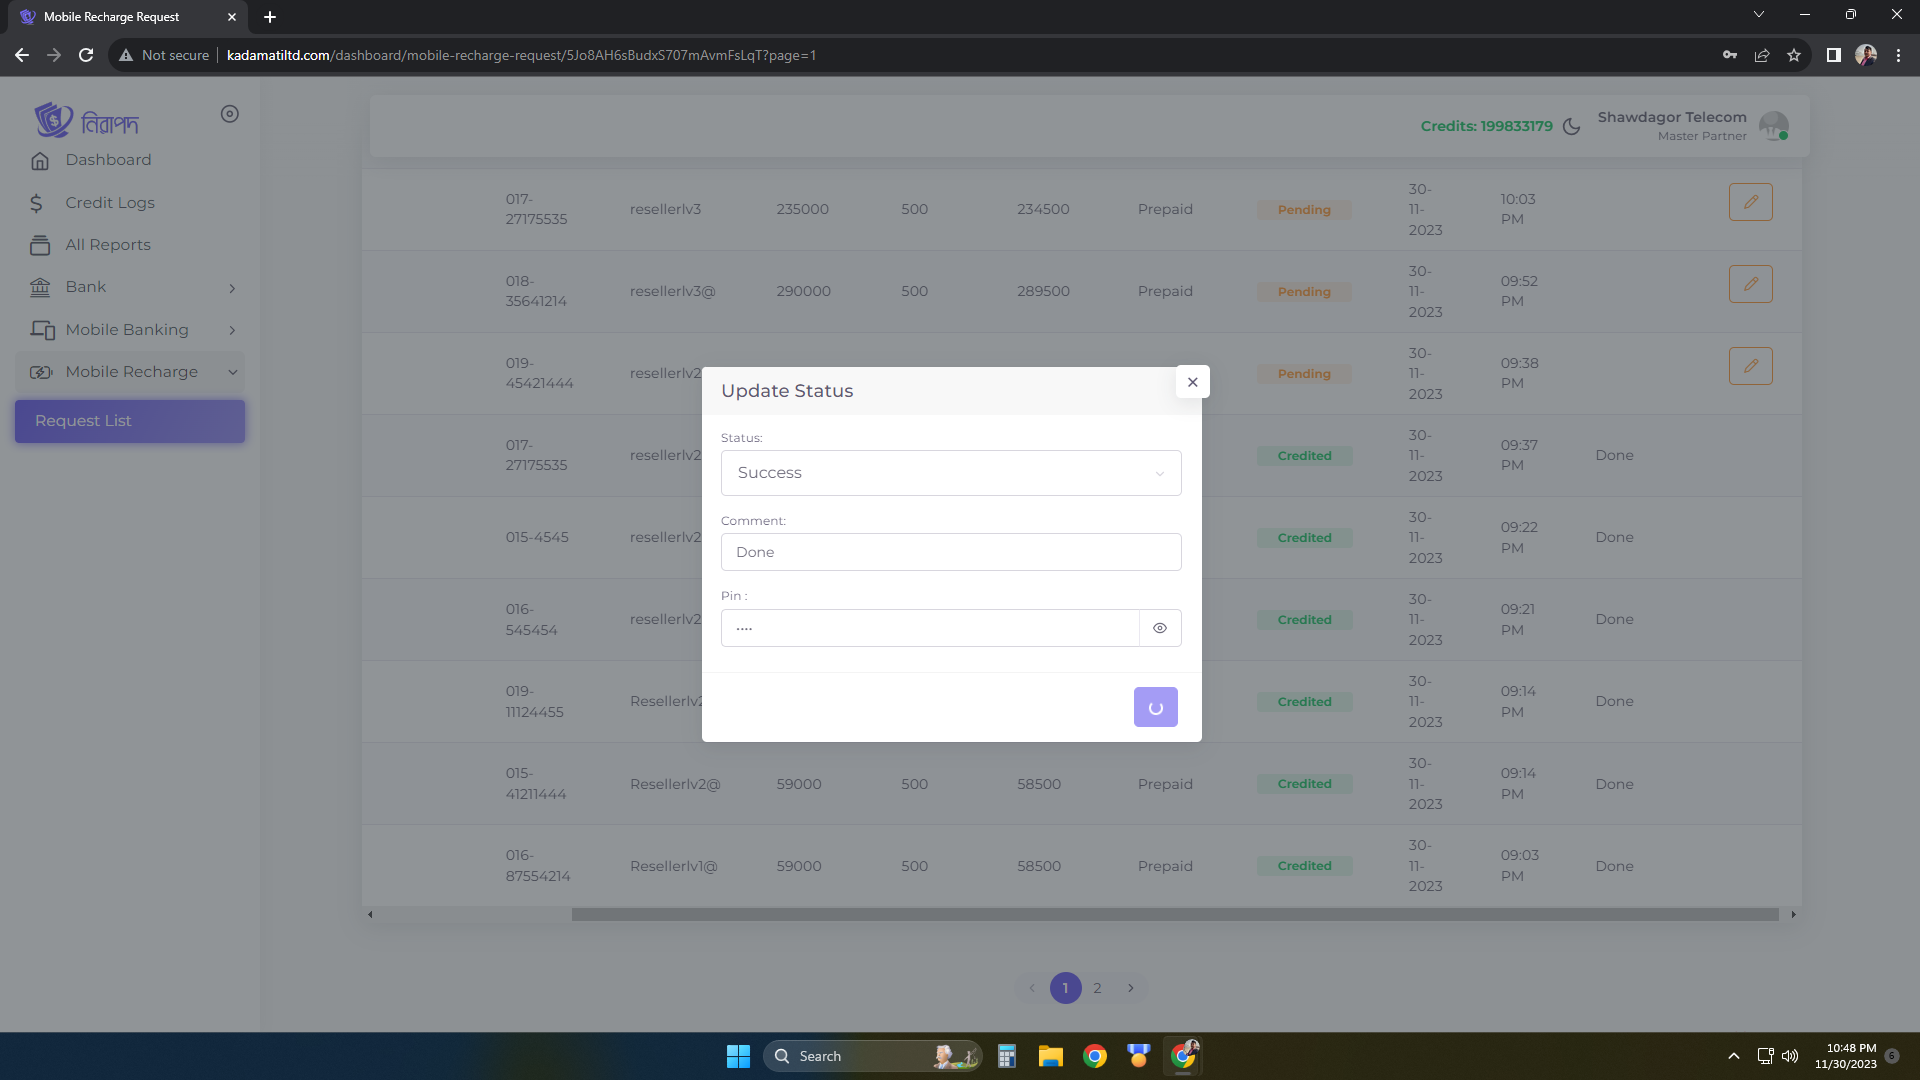 Mobile Recharge Request
Not secure
kadamatiltd.com/dashboard/mobile-recharge-request/5Jo8AH6sBudxS707mAvmFsLqT?page=1
নিরাপদ
Dashboard
Credit Logs
All Reports
Bank
Mobile Banking
Mobile Recharge
Request List
Credits: 199833179
Shawdagor Telecom
Master Partner
017-
27175535 resellerlv3 235000 500 234500 Prepaid Pending 30-
11-
2023 10:03
PM
018-
35641214 resellerlv3@ 290000 500 289500 Prepaid Pending 30-
11-
2023 09:52
PM
019-
45421444 resellerlv2 Pending 30-
11-
2023 09:38
PM
017-
27175535 resellerlv2 Credited 30-
11-
2023 09:37
PM Done
015-4545 resellerlv2 Credited 30-
11-
2023 09:22
PM Done
016-
545454 resellerlv2 Credited 30-
11-
2023 09:21
PM Done
019-
11124455 Resellerlv2 Credited 30-
11-
2023 09:14
PM Done
015-
41211444 Resellerlv2@ 59000 500 58500 Prepaid Credited 30-
11-
2023 09:14
PM Done
016-
87554214 Resellerlv1@ 59000 500 58500 Prepaid Credited 30-
11-
2023 09:03
PM Done
Update Status
Status:
Success
Comment:
Done
Pin :
····
1 2
Search
10:48 PM
11/30/2023
6